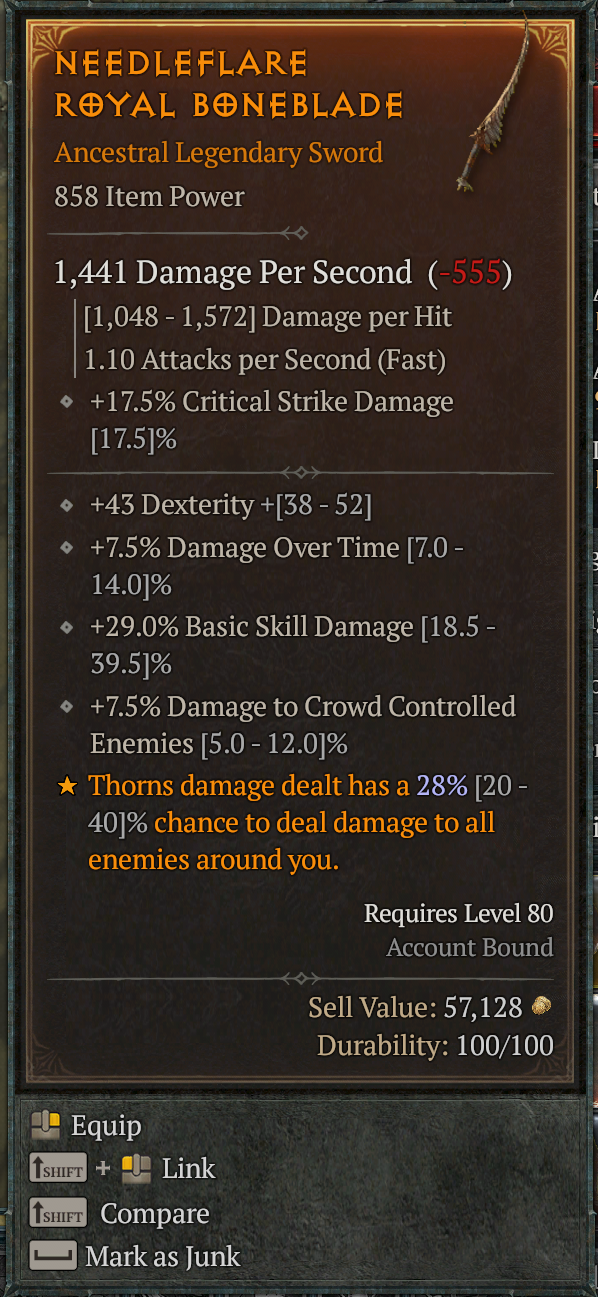 NEEDLEFLARE
ROYAL BONEBLADE
Ancestral Legendary Sword
858 Item Power
1,441 Damage Per Second (-555)
[1,048 - 1,572] Damage per Hit
1.10 Attacks per Second (Fast)
+17.5% Critical Strike Damage
[17.5]%
+43 Dexterity +[38 - 52]
+7.5% Damage Over Time [7.0 -
14.0]%
+29.0% Basic Skill Damage [18.5 -
39.5]%
+7.5% Damage to Crowd Controlled
Enemies [5.0 - 12.0]%
Thorns damage dealt has a 28% [20 -
40]% chance to deal damage to all
enemies around you.
Requires Level 80
Account Bound
Sell Value: 57,128
Durability: 100/100
Equip
SHIFT + Link
SHIFT Compare
Mark as Junk